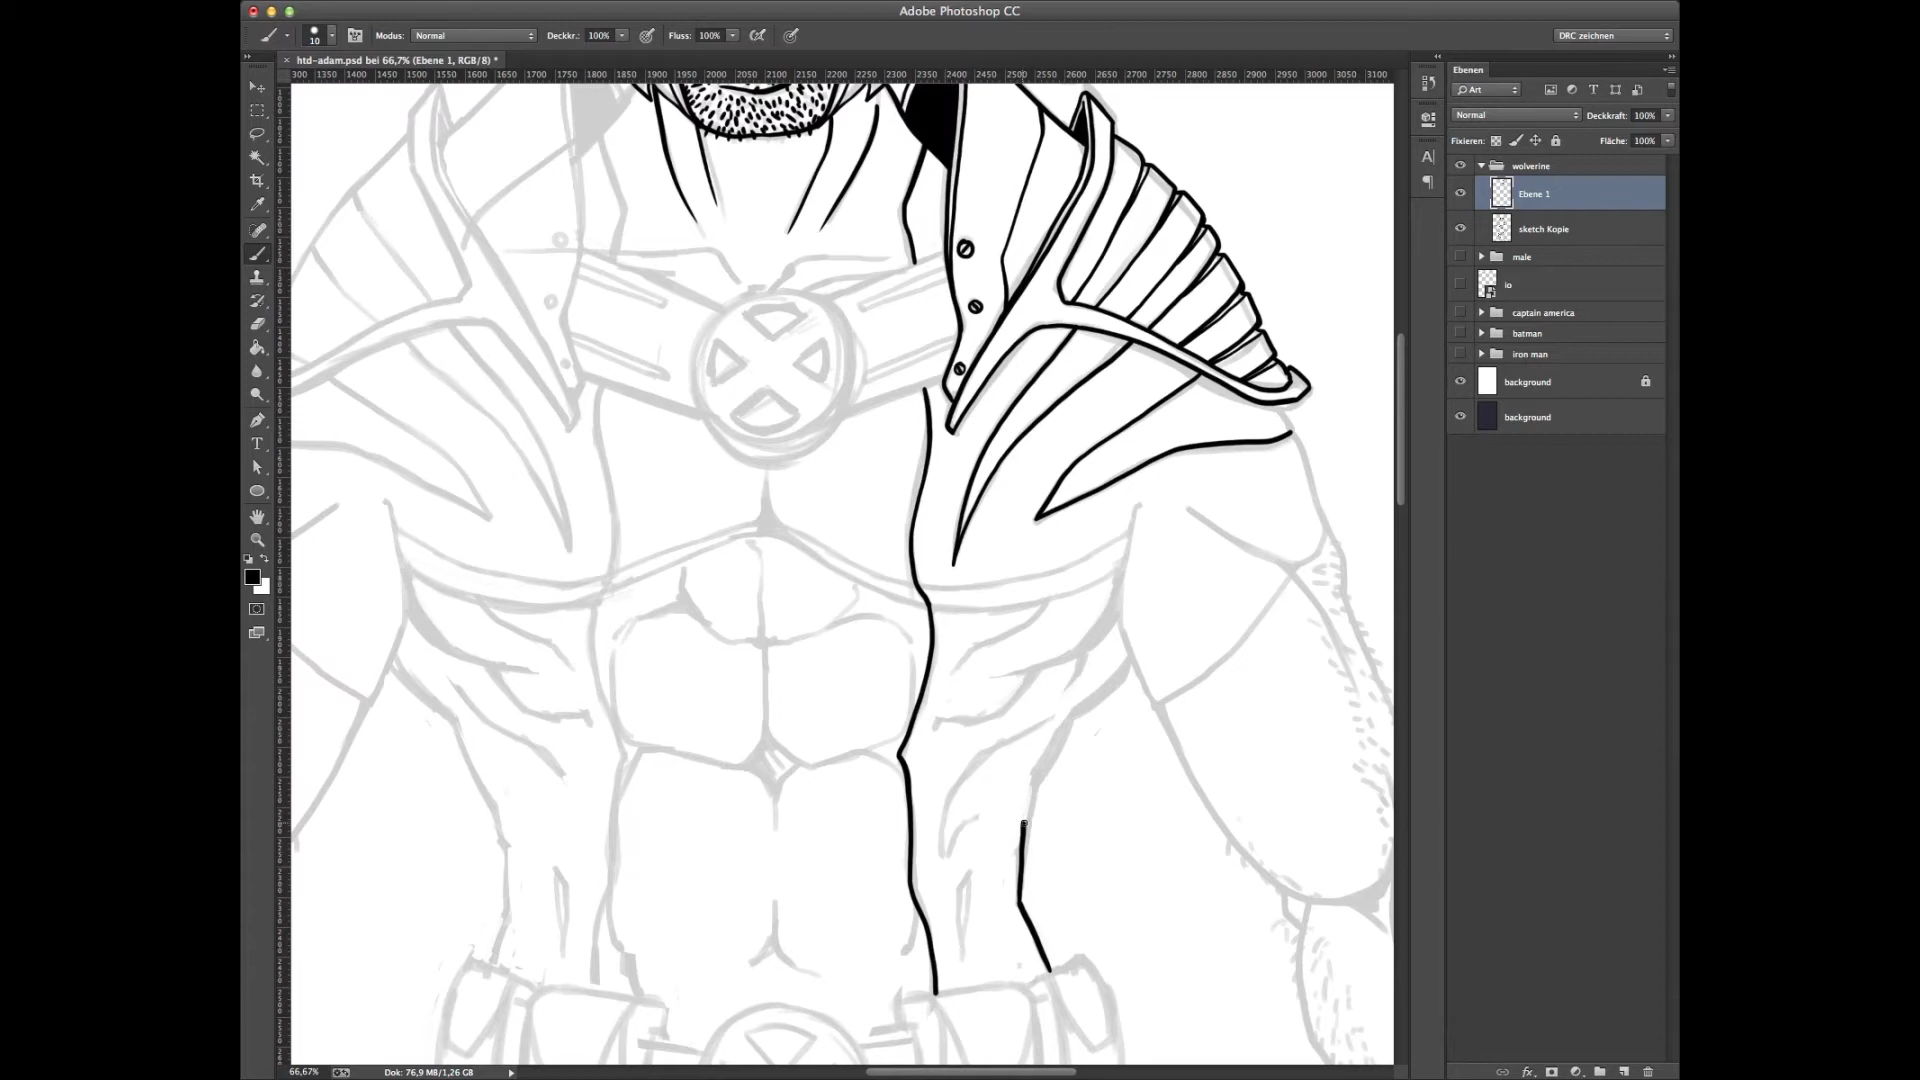 Adobe Photoshop CC
10 Modus: Normal Deckkr.: 100% Fluss: 100% DRC zeichnen
× htd-adam.psd bei 66,7% (Ebene 1, RGB/8) *
300 1350 1400 1450 1500 1550 1600 1650 1700 1750 1800 1850 1900 1950 2000 2050 2100 2150 2200 2250 2300 2350 2400 2450 2500 2550 2600 2650 2700 2750 2800 2850 2900 2950 3000 3050 3100
Ebenen
Art
Normal Deckkraft: 100%
Fixieren: Fläche: 100%
wolverine
Ebene 1
sketch Kopie
male
io
captain america
batman
iron man
background
background
66,67% Dok: 76,9 MB/1,26 GB